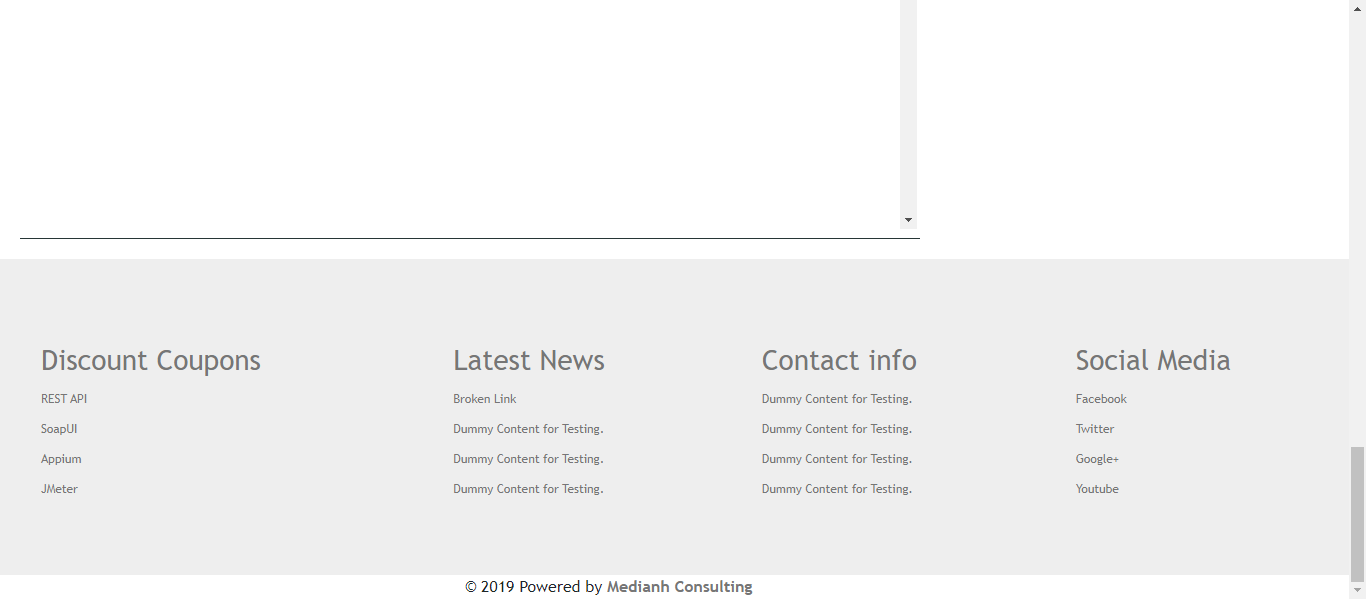 Discount Coupons
REST API
SoapUI
Appium
JMeter
Latest News
Broken Link
Dummy Content for Testing.
Dummy Content for Testing.
Dummy Content for Testing.
Contact info
Dummy Content for Testing.
Dummy Content for Testing.
Dummy Content for Testing.
Dummy Content for Testing.
Social Media
Facebook
Twitter
Google+
Youtube
© 2019 Powered by Medianh Consulting